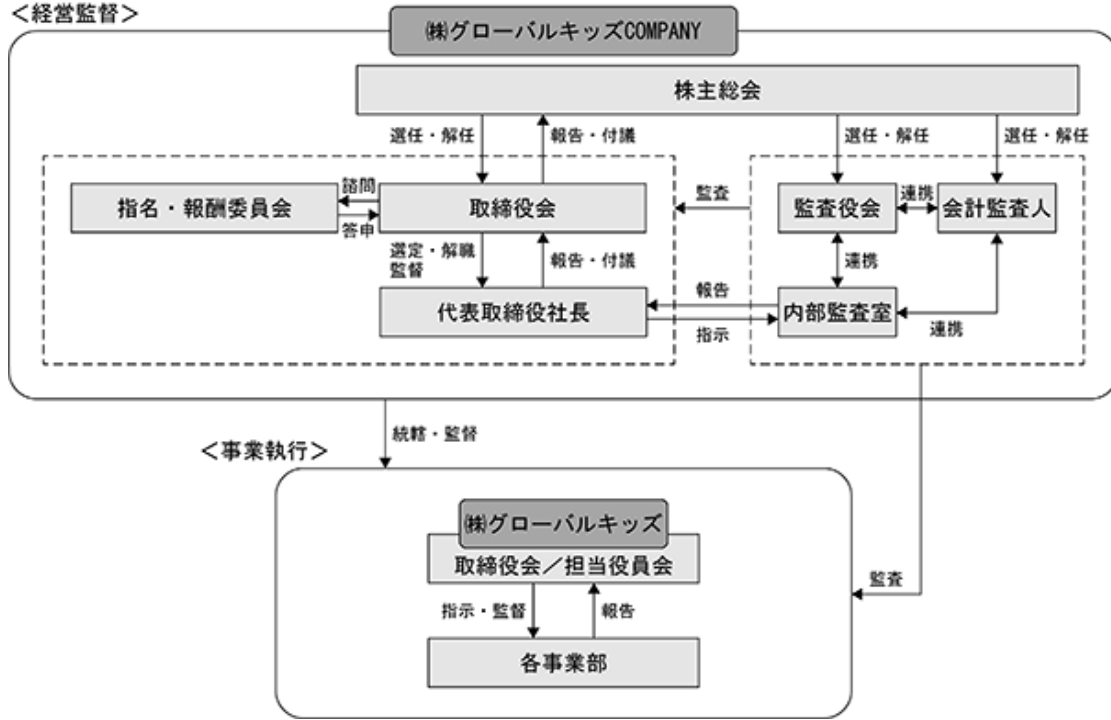 ＜経営監督＞
㈱グローバルキッズCOMPANY
株主総会
選任・解任
報告・付議
選任・解任
選任・解任
指名・報酬委員会
諮問
答申
取締役会
監査
監査役会
連携
会計監査人
選定・解職
監督
報告・付議
連携
代表取締役社長
報告
指示
内部監査室
連携
統轄・監督
＜事業執行＞
㈱グローバルキッズ
取締役会／担当役員会
監査
指示・監督
報告
各事業部